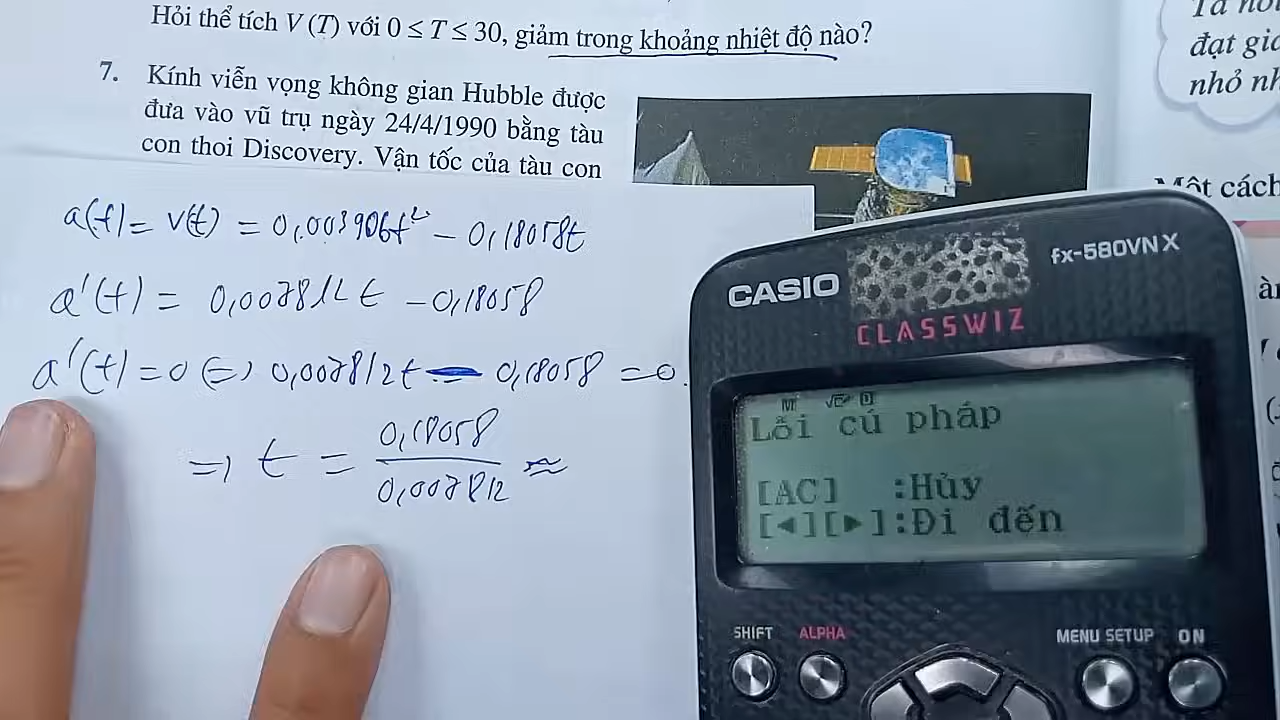 Hỏi thể tích V (T) với 0 ≤ T ≤ 30, giảm trong khoảng nhiệt độ nào?
7. Kính viễn vọng không gian Hubble được
đưa vào vũ trụ ngày 24/4/1990 bằng tàu
con thoi Discovery. Vận tốc của tàu con
a(t) = v(t) = 0,003906t² - 0,18058t
a'(t) = 0,007812t - 0,18058
a'(t) = 0 (=) 0,007812t - 0,18058 = 0.
=> t = 0,18058 / 0,007812 ≈
đạt
nhỏ
Một cách
CASIO
fx-580VN X
CLASSWIZ
M √ D
Lỗi cú pháp
[AC] :Hủy
[◄][►]:Đi đến
SHIFT ALPHA MENU SETUP ON